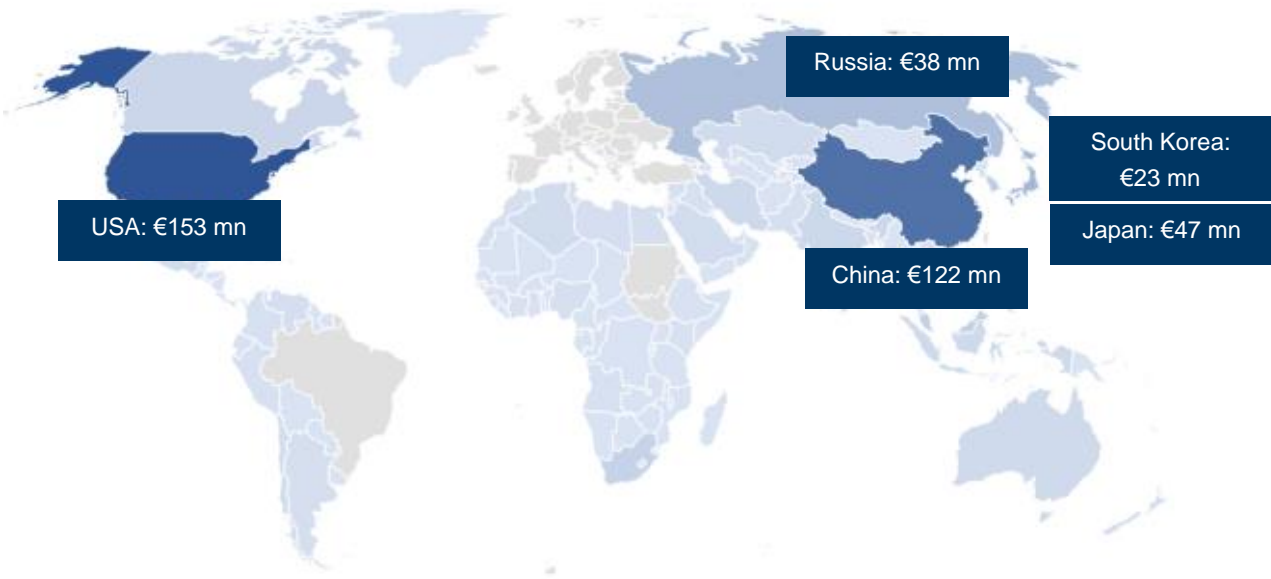 Russia: €38 mn
South Korea:
€23 mn
USA: €153 mn
Japan: €47 mn
China: €122 mn